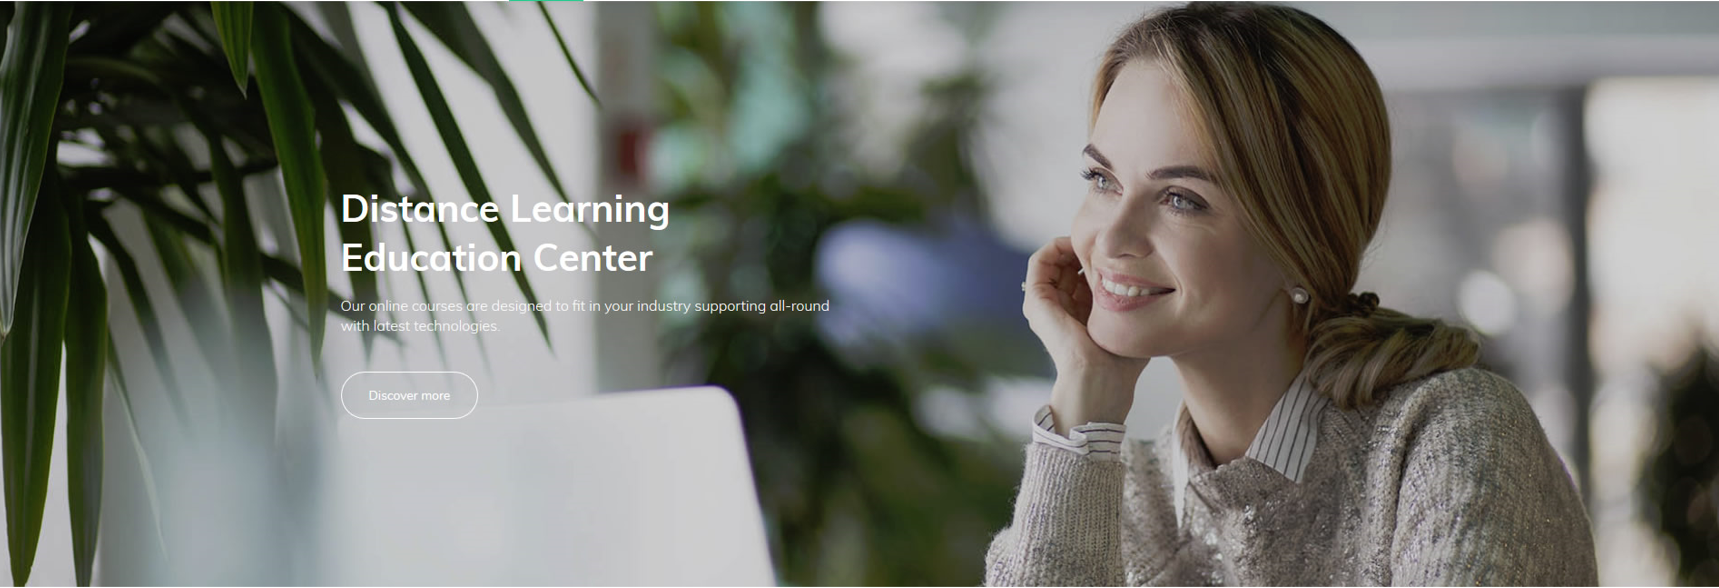 Distance Learning
Education Center
Our online courses are designed to fit in your industry supporting all-round
with latest technologies.
Discover more